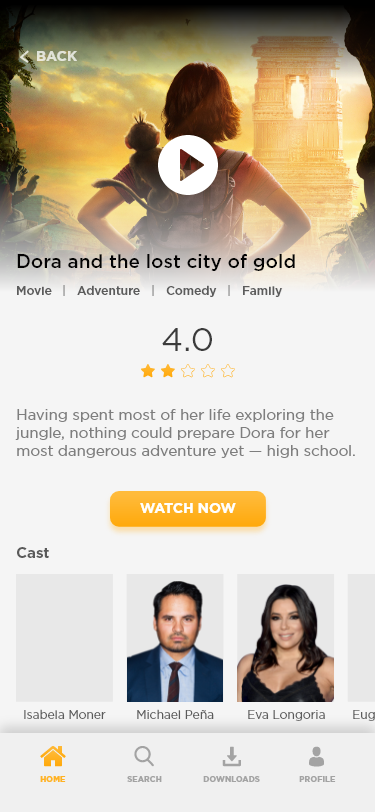 BACK
Dora and the lost city of gold
Movie | Adventure | Comedy | Family
4.0
Having spent most of her life exploring the
jungle, nothing could prepare Dora for her
most dangerous adventure yet — high school.
WATCH NOW
Cast
Isabela Moner Michael Peña Eva Longoria Eug
HOME SEARCH DOWNLOADS PROFILE